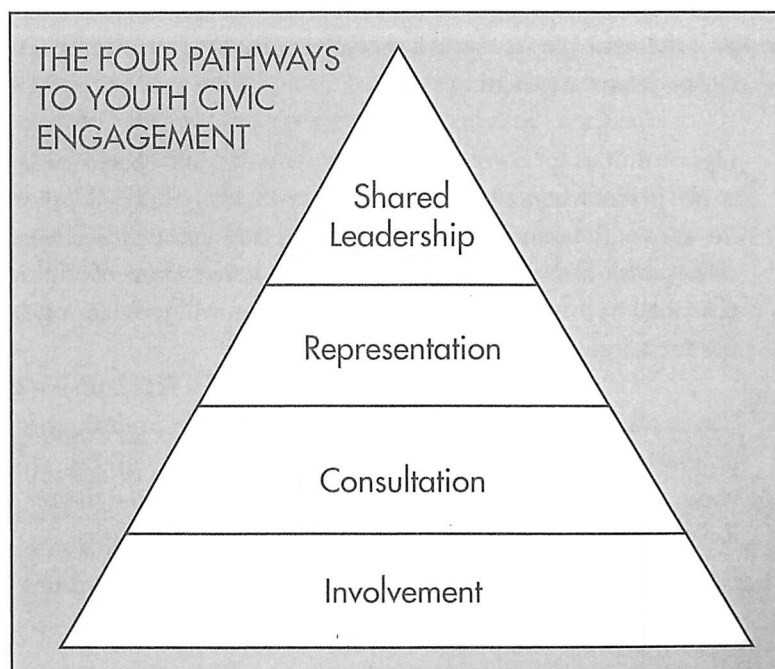 THE FOUR PATHWAYS
TO YOUTH CIVIC
ENGAGEMENT
Shared
Leadership
Representation
Consultation
Involvement